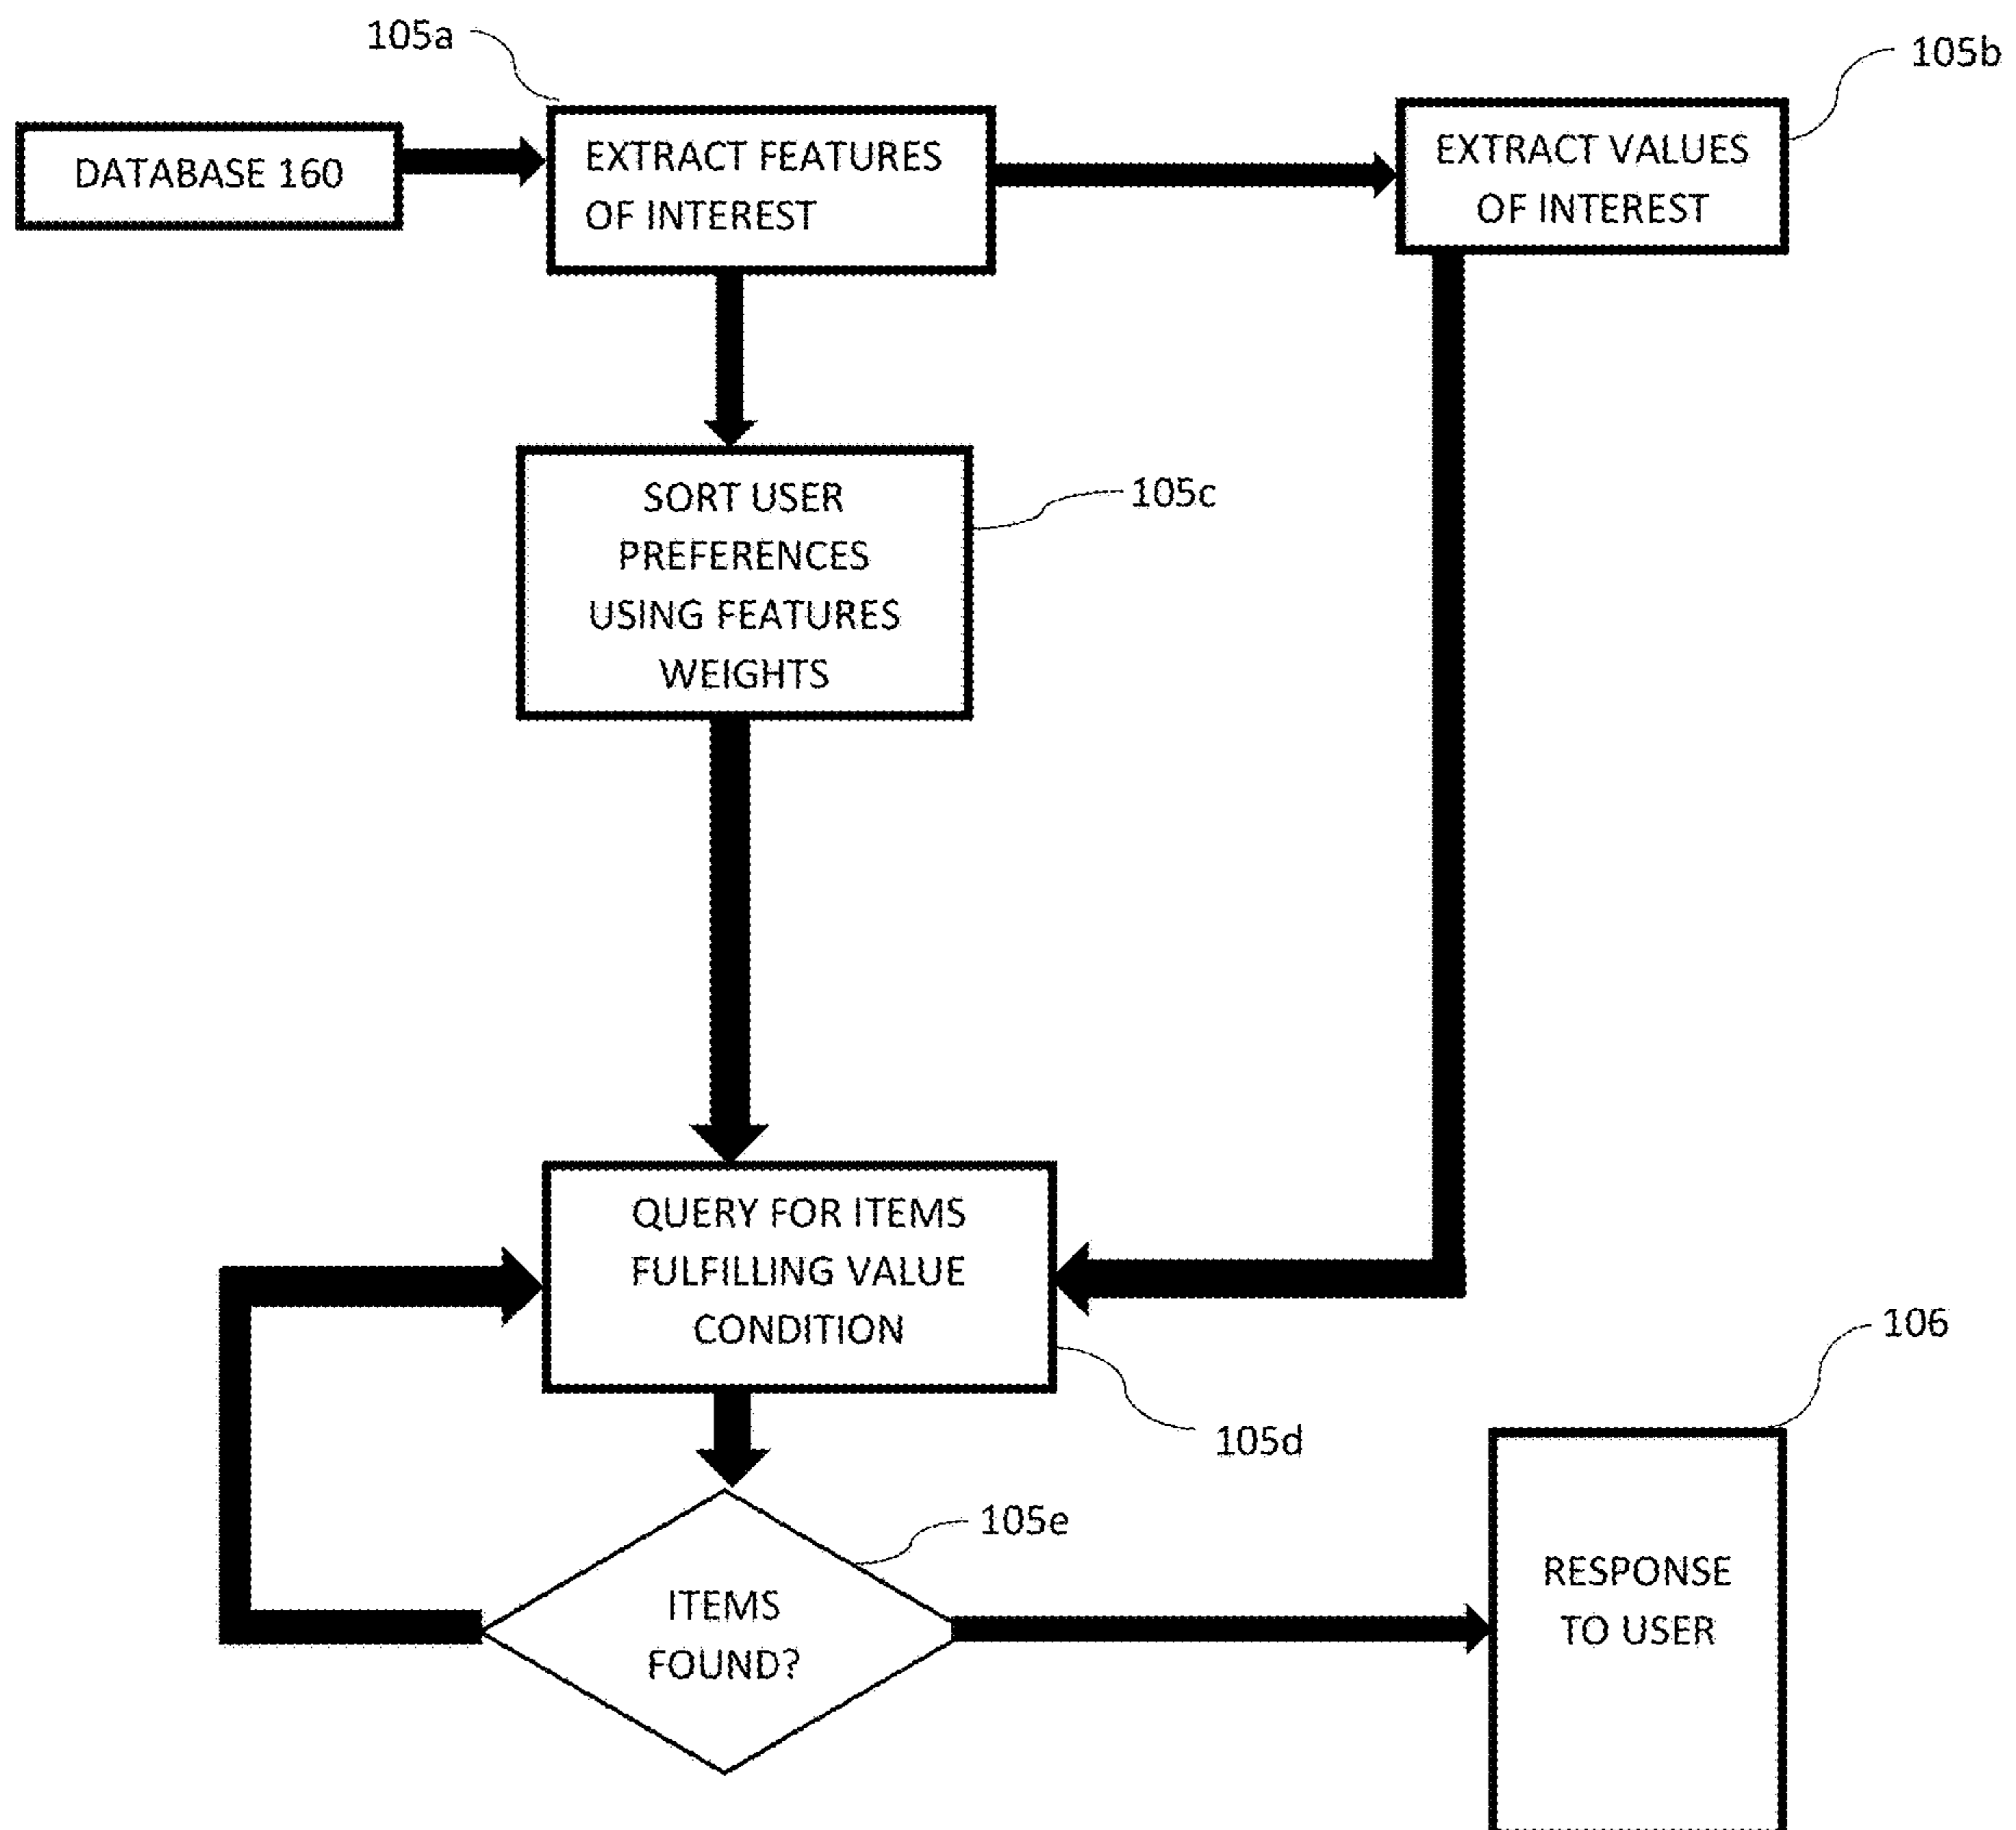 105a
105b
DATABASE 160
EXTRACT FEATURES
OF INTEREST
EXTRACT VALUES
OF INTEREST
SORT USER
PREFERENCES
USING FEATURES
WEIGHTS
105c
QUERY FOR ITEMS
FULFILLING VALUE
CONDITION
105d
106
105e
ITEMS
FOUND?
RESPONSE
TO USER